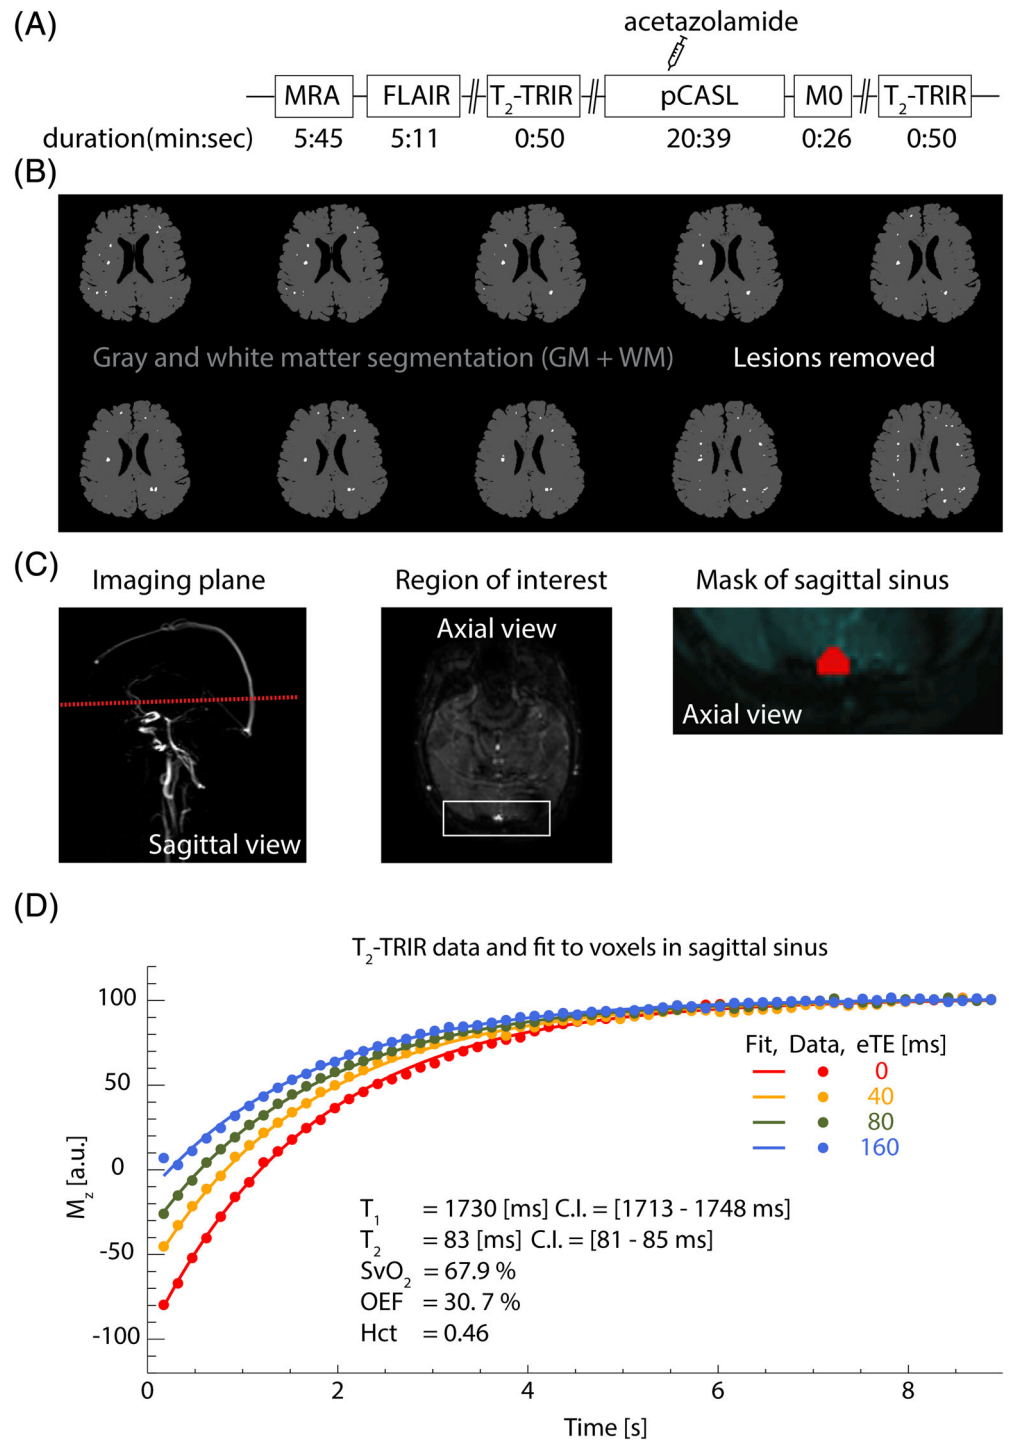 (A)
acetazolamide
MRA FLAIR T2-TRIR pCASL M0 T2-TRIR
duration(min:sec) 5:45 5:11 0:50 20:39 0:26 0:50
(B)
Gray and white matter segmentation (GM + WM) Lesions removed
(C)
Imaging plane Region of interest Mask of sagittal sinus
Axial view
Axial view
Sagittal view
(D)
T2-TRIR data and fit to voxels in sagittal sinus
100
Fit, Data, eTE [ms]
0
50
40
80
160
0
Mz [a.u.]
T1 = 1730 [ms] C.I. = [1713 - 1748 ms]
T2 = 83 [ms] C.I. = [81 - 85 ms]
-50
SvO2 = 67.9 %
OEF = 30. 7 %
Hct = 0.46
-100
0 2 4 6 8
Time [s]